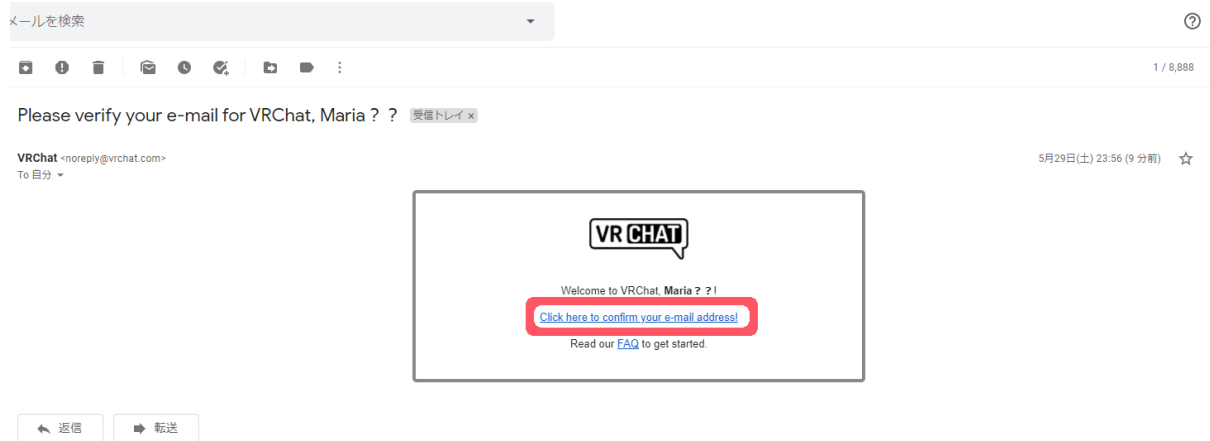 メールを検索
1 / 8,888
Please verify your e-mail for VRChat, Maria？？ 受信トレイ ×
VRChat <noreply@vrchat.com> 5月29日(土) 23:56 (9 分前)
To 自分
VR CHAT
Welcome to VRChat, Maria？？!
Click here to confirm your e-mail address!
Read our FAQ to get started.
返信 転送